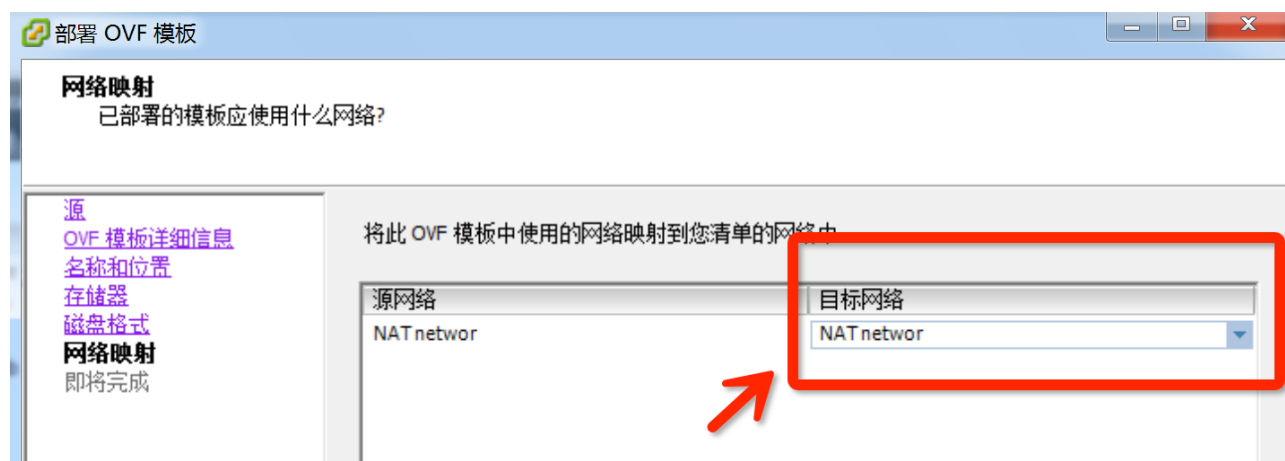 部署 OVF 模板
网络映射
已部署的模板应使用什么网络?
源
OVF 模板详细信息
名称和位置
存储器
磁盘格式
网络映射
即将完成
将此 OVF 模板中使用的网络映射到您清单的网络中
源网络 目标网络
NATnetwor NATnetwor